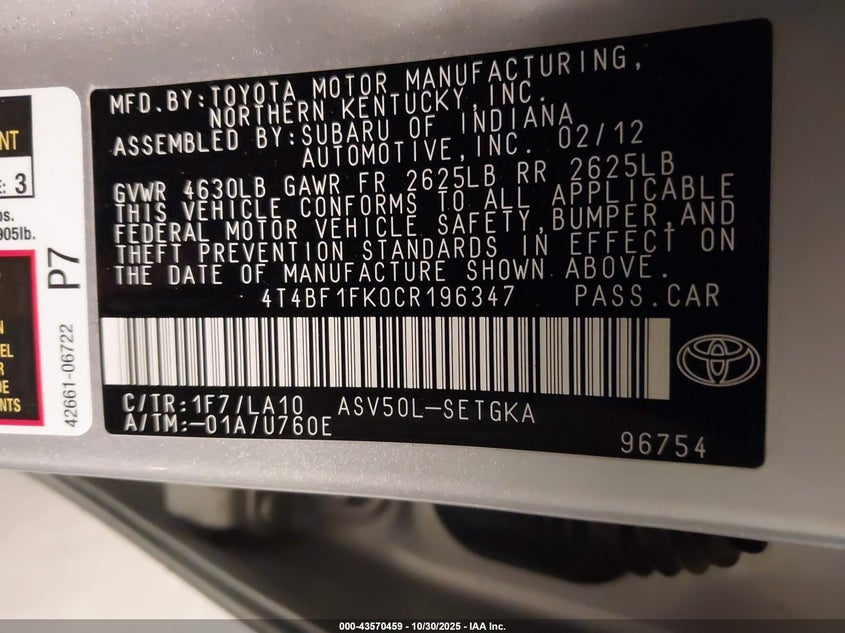 MFD.BY:TOYOTA MOTOR MANUFACTURING,
NORTHERN KENTUCKY,INC.
ASSEMBLED BY:SUBARU OF INDIANA
AUTOMOTIVE,INC. 02/12
GVWR 4630LB GAWR FR 2625LB RR 2625LB
THIS VEHICLE CONFORMS TO ALL APPLICABLE
FEDERAL MOTOR VEHICLE SAFETY,BUMPER,AND
THEFT PREVENTION STANDARDS IN EFFECT ON
THE DATE OF MANUFACTURE SHOWN ABOVE.
4T4BF1FK0CR196347 PASS.CAR
C/TR:1F7/LA10 ASV50L-SETGKA
A/TM:-01A/U760E
96754
3
905lb.
P7
42661-06722
000-43570459 - 10/30/2025 - IAA Inc.